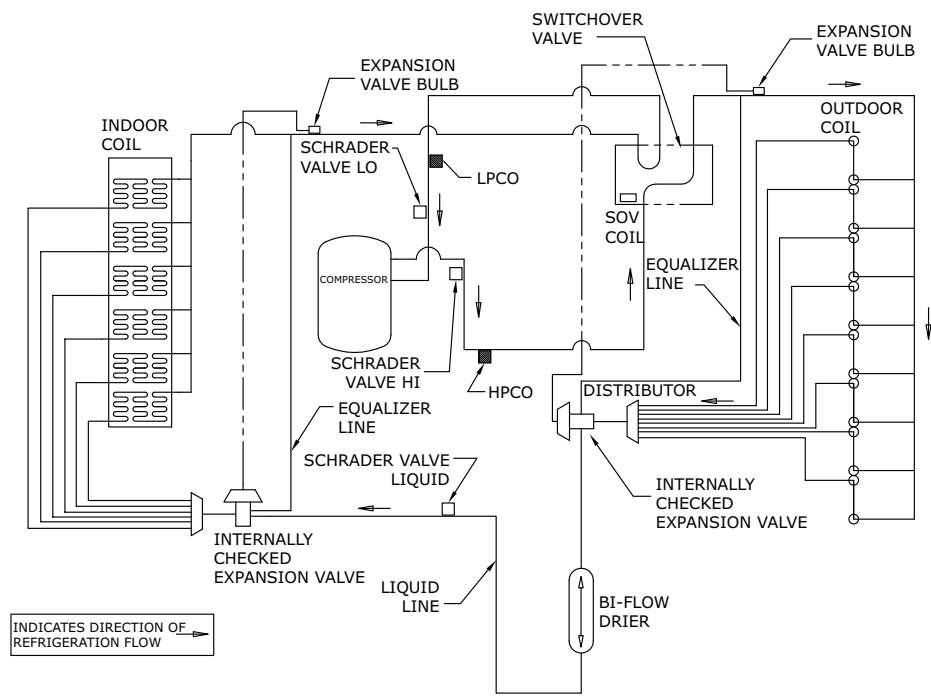 SWITCHOVER
VALVE
EXPANSION
VALVE BULB
EXPANSION
VALVE BULB
INDOOR
COIL
OUTDOOR
COIL
SCHRADER
VALVE LO
LPCO
SOV
COIL
COMPRESSOR
EQUALIZER
LINE
SCHRADER
VALVE HI
HPCO
DISTRIBUTOR
EQUALIZER
LINE
SCHRADER VALVE
LIQUID
INTERNALLY
CHECKED
EXPANSION VALVE
INTERNALLY
CHECKED
EXPANSION VALVE
LIQUID
LINE
BI-FLOW
DRIER
INDICATES DIRECTION OF
REFRIGERATION FLOW